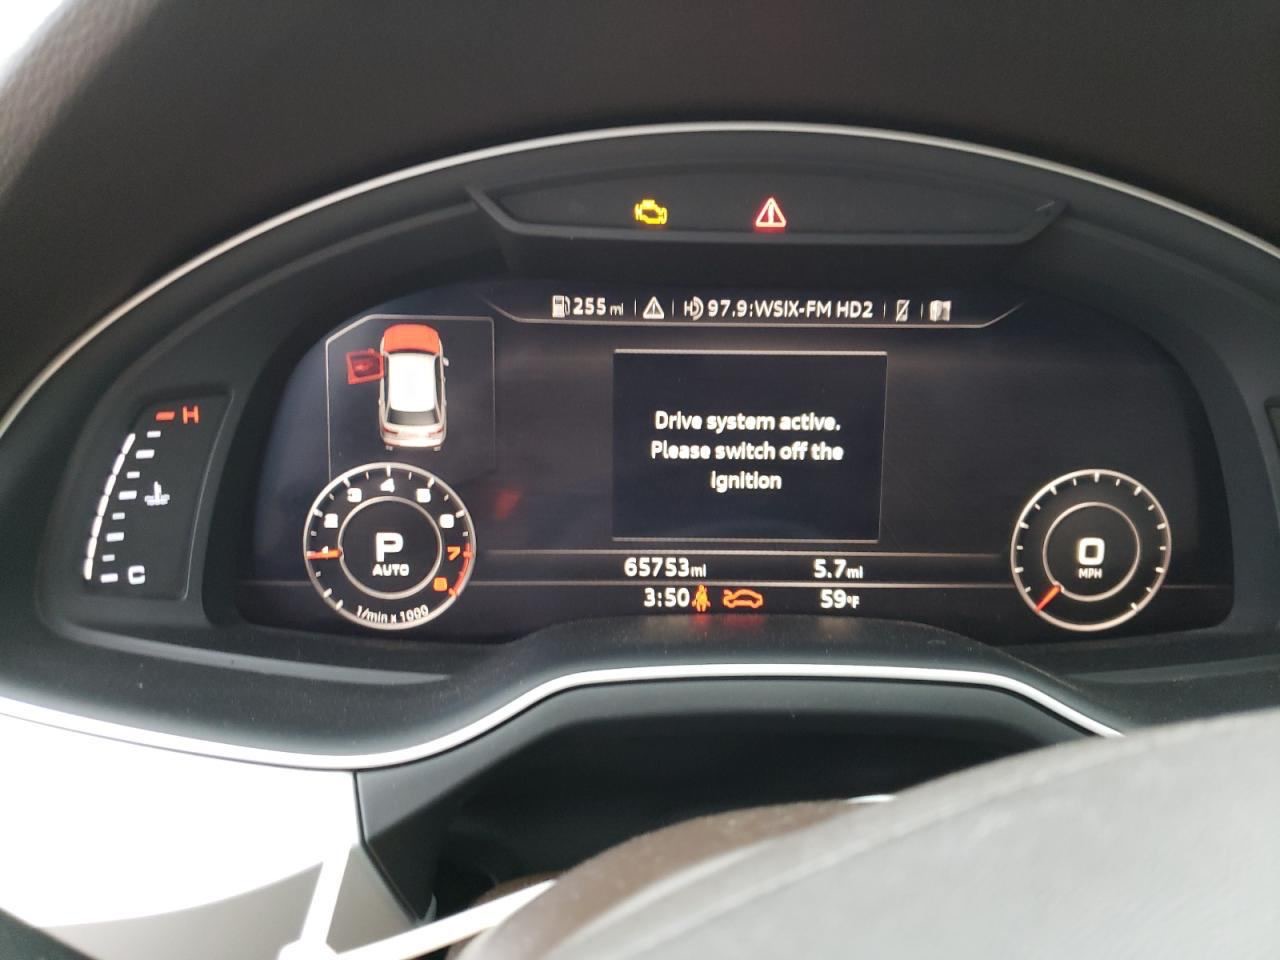 255 mi 97.9:WSIX-FM HD2
H
C
Drive system active.
Please switch off the
ignition
1 2 3 4 5 6 7 8
P
AUTO
1/min x 1000
0
MPH
65753mi 5.7mi
3:50 59°F